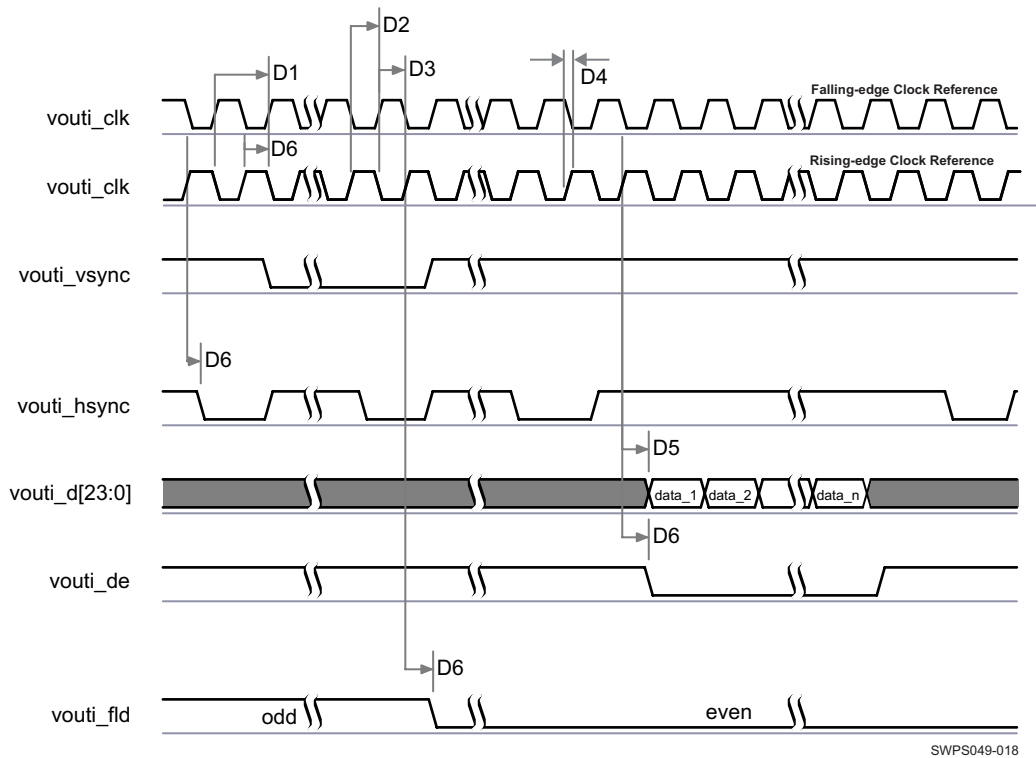 D2
D1
D3
D4
Falling-edge Clock Reference
vouti_clk
D6
Rising-edge Clock Reference
vouti_clk
vouti_vsync
D6
vouti_hsync
D5
vouti_d[23:0]
data_1 data_2 data_n
D6
vouti_de
D6
vouti_fld
odd
even
SWPS049-018